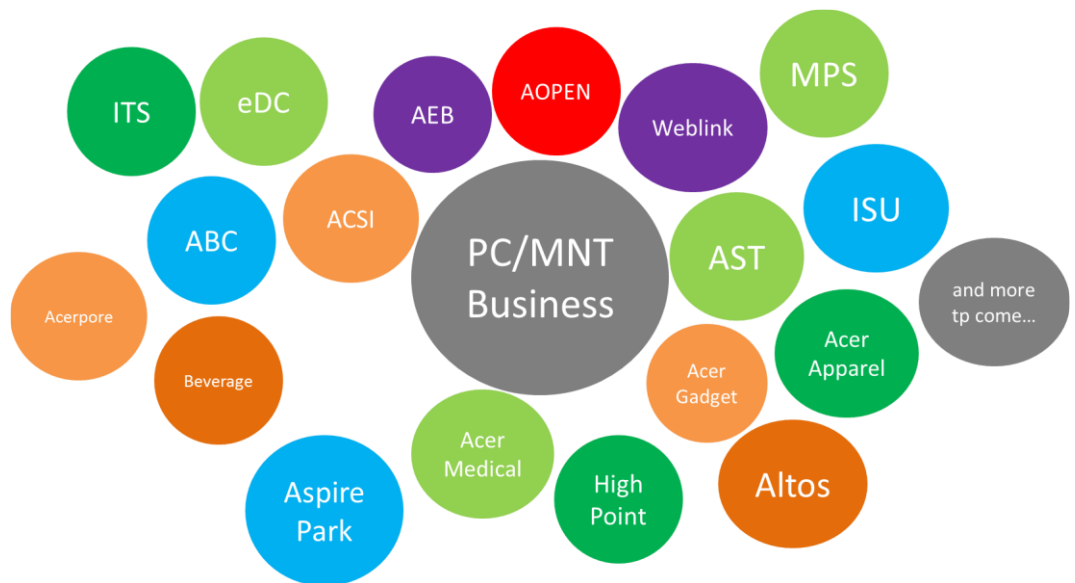 MPS
AOPEN
eDC
ITS
AEB
Weblink
ISU
ACSI
ABC
PC/MNT
Business
AST
and more
tp come…
Acerpore
Acer
Apparel
Beverage
Acer
Gadget
Acer
Medical
Aspire
Park
High
Point
Altos